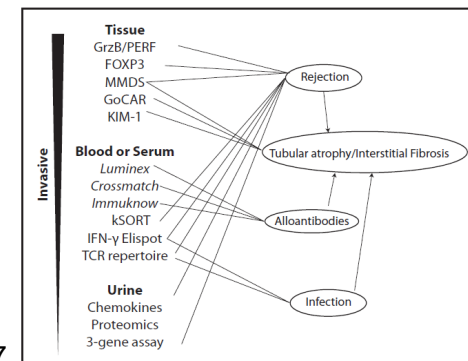 Tissue
GrzB/PERF
FOXP3
MMDS
GoCAR
KIM-1
Blood or Serum
Luminex
Crossmatch
Immuknow
kSORT
IFN-γ Elispot
TCR repertoire
Urine
Chemokines
Proteomics
3-gene assay
Invasive
Rejection
Tubular atrophy/Interstitial Fibrosis
Alloantibodies
Infection
7